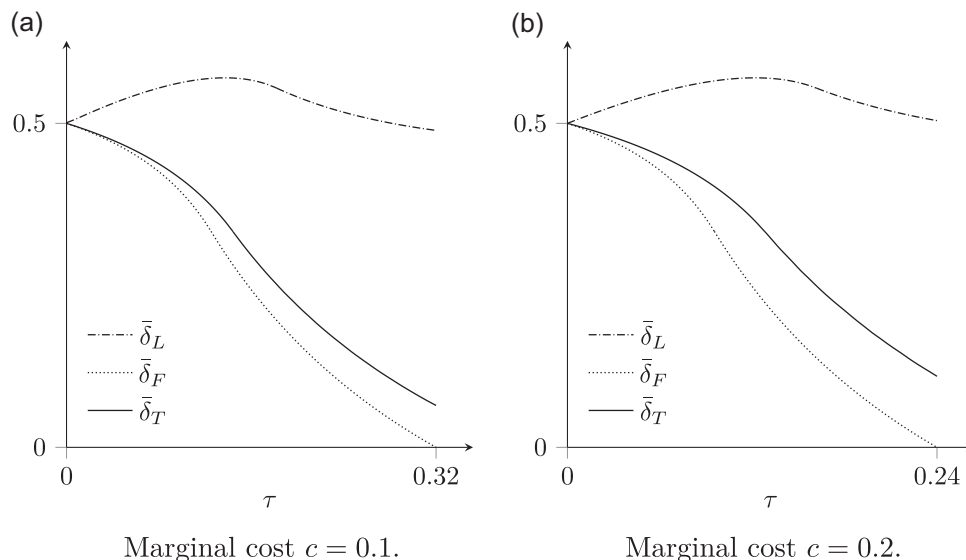 (a)
0.5
0
δ̄_L
δ̄_F
δ̄_T
0
0.32
τ
Marginal cost c = 0.1.
(b)
0.5
0
δ̄_L
δ̄_F
δ̄_T
0
0.24
τ
Marginal cost c = 0.2.